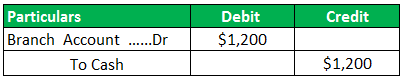 Particulars Debit Credit
Branch Account ......Dr $1,200
To Cash $1,200